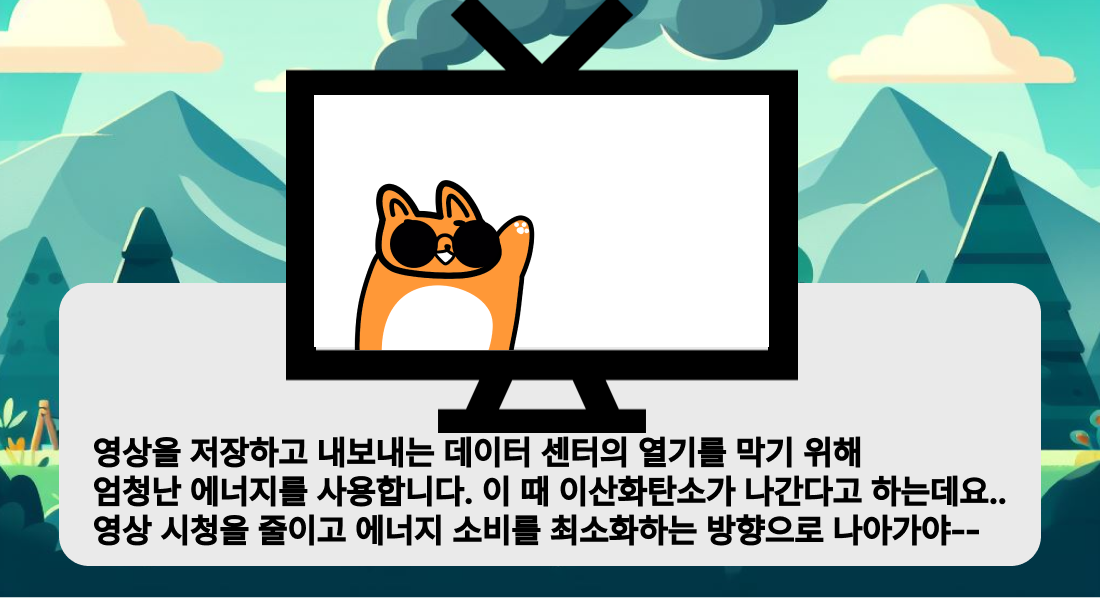 영상을 저장하고 내보내는 데이터 센터의 열기를 막기 위해
엄청난 에너지를 사용합니다. 이 때 이산화탄소가 나간다고 하는데요..
영상 시청을 줄이고 에너지 소비를 최소화하는 방향으로 나아가야--